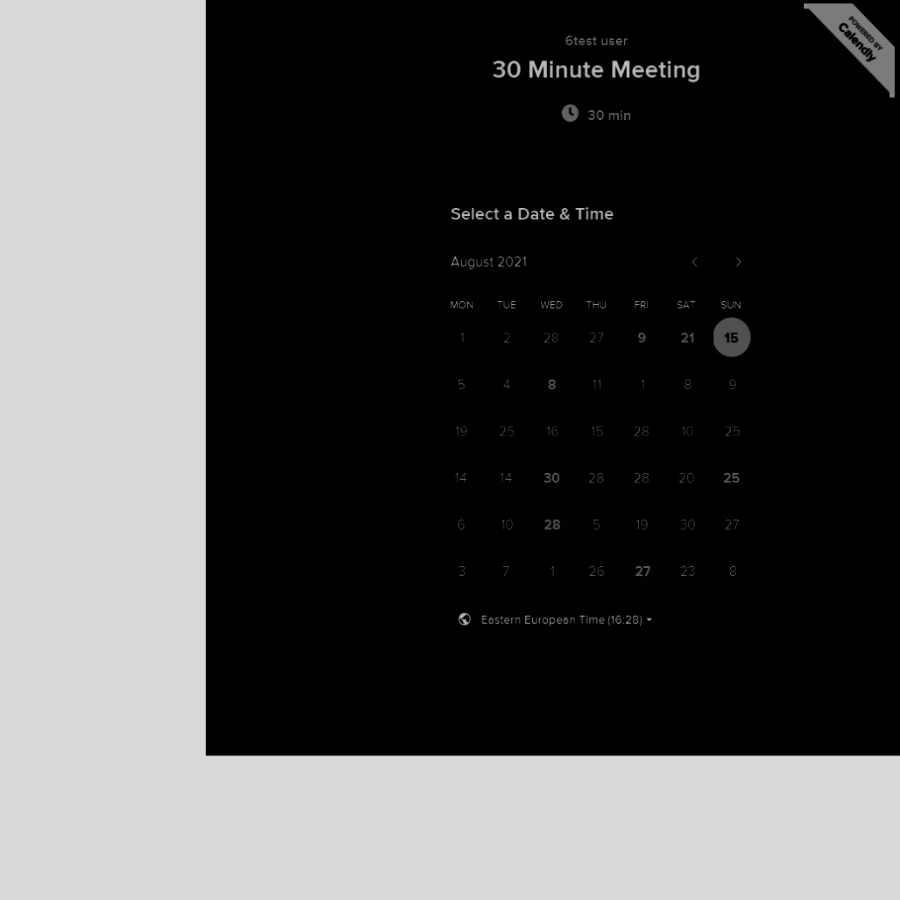 6test user
30 Minute Meeting
30 min
POWERED BY
Calendly
Select a Date & Time
August 2021
MON TUE WED THU FRI SAT SUN
1 2 28 27 9 21 15
5 4 8 11 1 8 9
19 25 16 15 28 10 25
14 14 30 28 28 20 25
6 10 28 5 19 30 27
3 7 1 26 27 23 8
Eastern European Time (16:28)